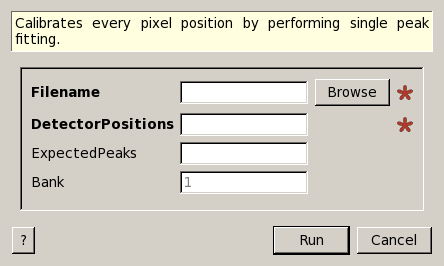 Calibrates every pixel position by performing single peak
fitting.
Filename Browse *
DetectorPositions *
ExpectedPeaks
Bank 1
? Run Cancel